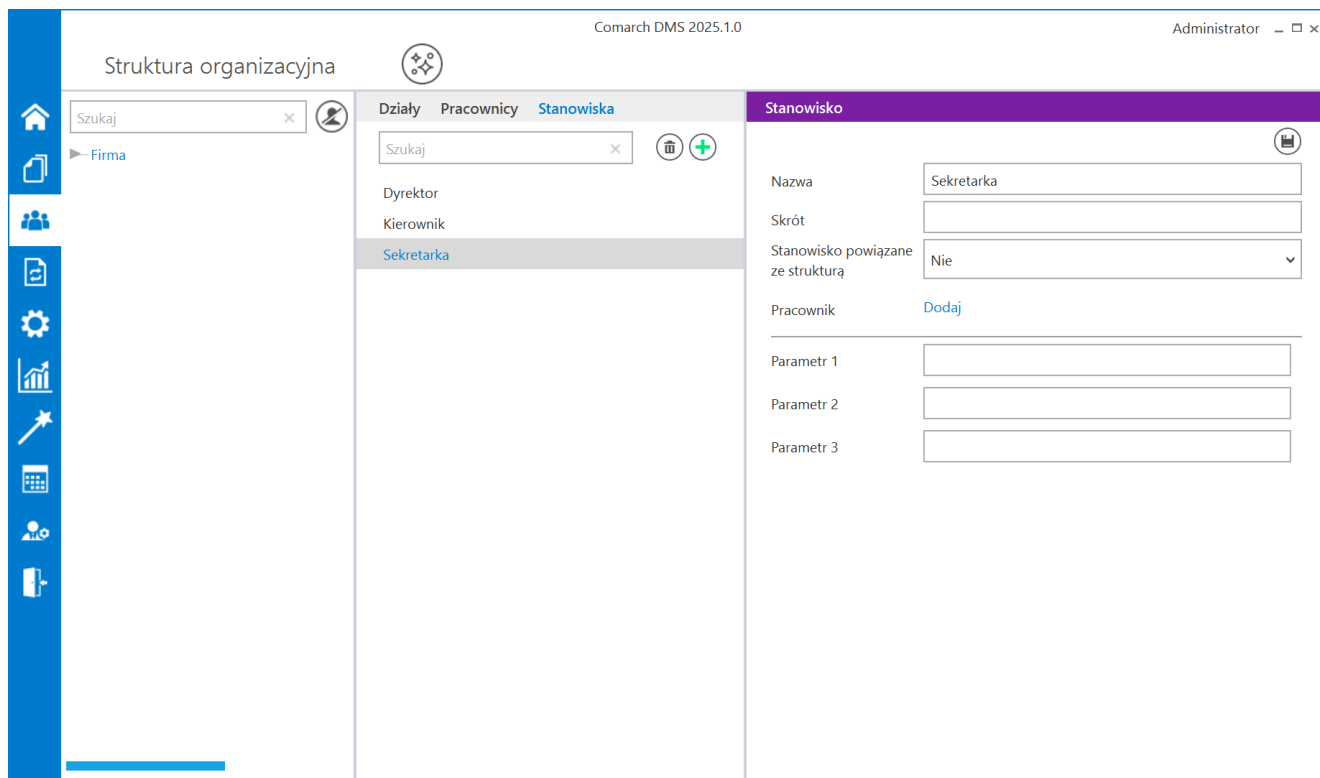 Comarch DMS 2025.1.0
Administrator
Struktura organizacyjna
Szukaj
Firma
Działy Pracownicy Stanowiska
Szukaj
Dyrektor
Kierownik
Sekretarka
Stanowisko
Nazwa Sekretarka
Skrót
Stanowisko powiązane
ze strukturą
Nie
Pracownik Dodaj
Parametr 1
Parametr 2
Parametr 3